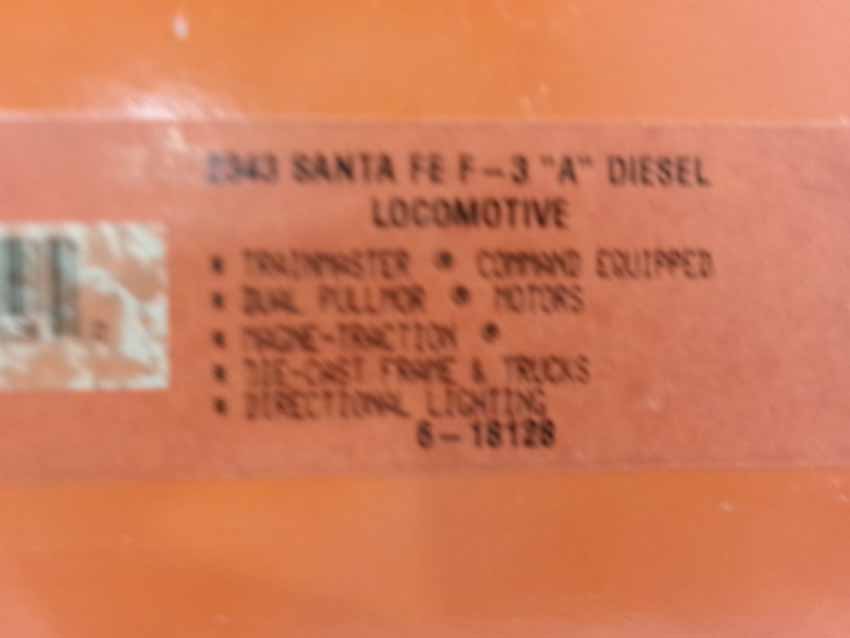 2343 SANTA FE F-3 "A" DIESEL
LOCOMOTIVE
* TRAINMASTER ® COMMAND EQUIPPED
* DUAL PULLMOR ® MOTORS
* MAGNE-TRACTION ®
* DIE-CAST FRAME & TRUCKS
* DIRECTIONAL LIGHTING
6-18128